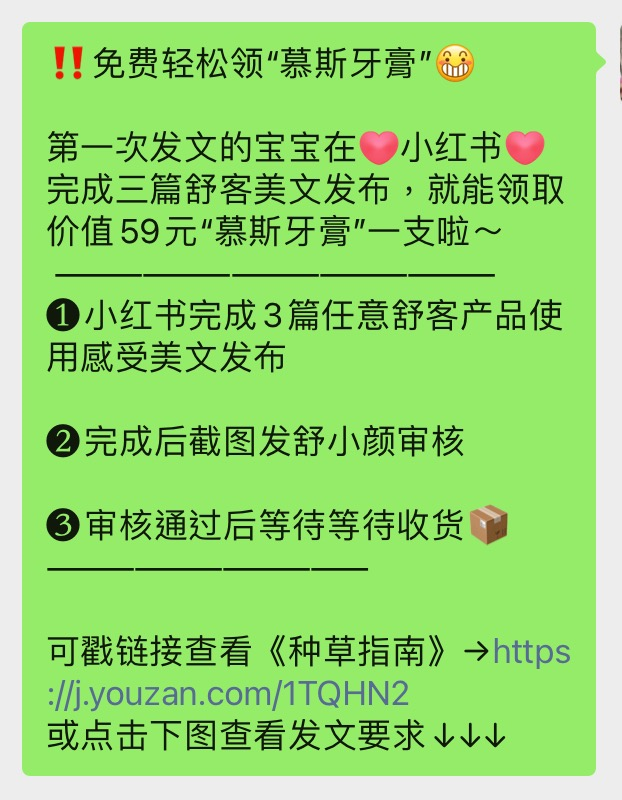 ‼️免费轻松领“慕斯牙膏”😁
第一次发文的宝宝在❤️小红书❤️
完成三篇舒客美文发布，就能领取
价值59元“慕斯牙膏”一支啦～
——————————
❶小红书完成3篇任意舒客产品使
用感受美文发布
❷完成后截图发舒小颜审核
❸审核通过后等待等待收货📦
————————
可戳链接查看《种草指南》→https
://j.youzan.com/1TQHN2
或点击下图查看发文要求↓↓↓